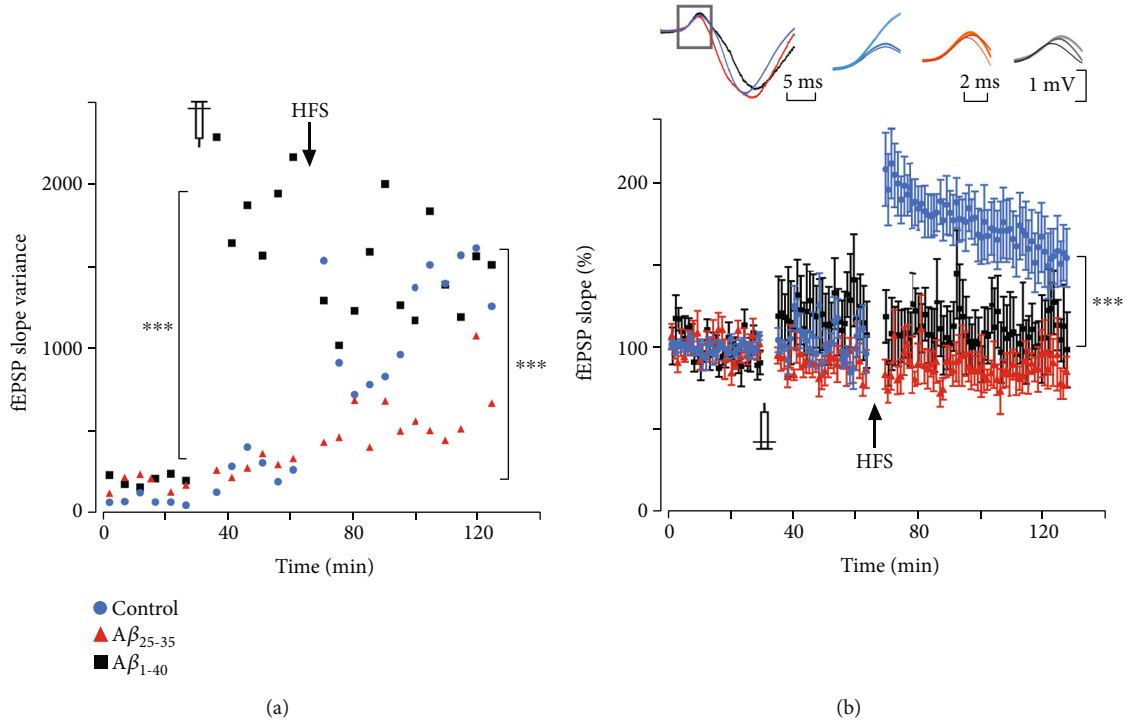 5 ms
2 ms
1 mV
HFS
***
***
fEPSP slope variance
2000
1000
0
0
40
80
120
Time (min)
Control
Aβ25-35
Aβ1-40
(a)
HFS
***
fEPSP slope (%)
200
100
0
0
40
80
120
Time (min)
(b)